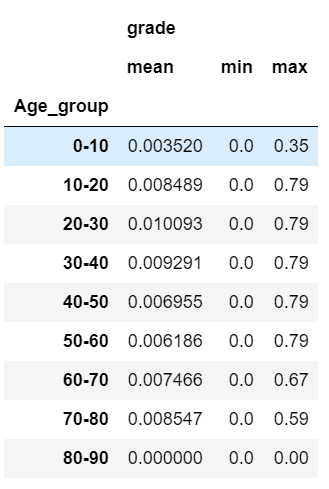 grade
mean min max
Age_group
0-10 0.003520 0.0 0.35
10-20 0.008489 0.0 0.79
20-30 0.010093 0.0 0.79
30-40 0.009291 0.0 0.79
40-50 0.006955 0.0 0.79
50-60 0.006186 0.0 0.79
60-70 0.007466 0.0 0.67
70-80 0.008547 0.0 0.59
80-90 0.000000 0.0 0.00